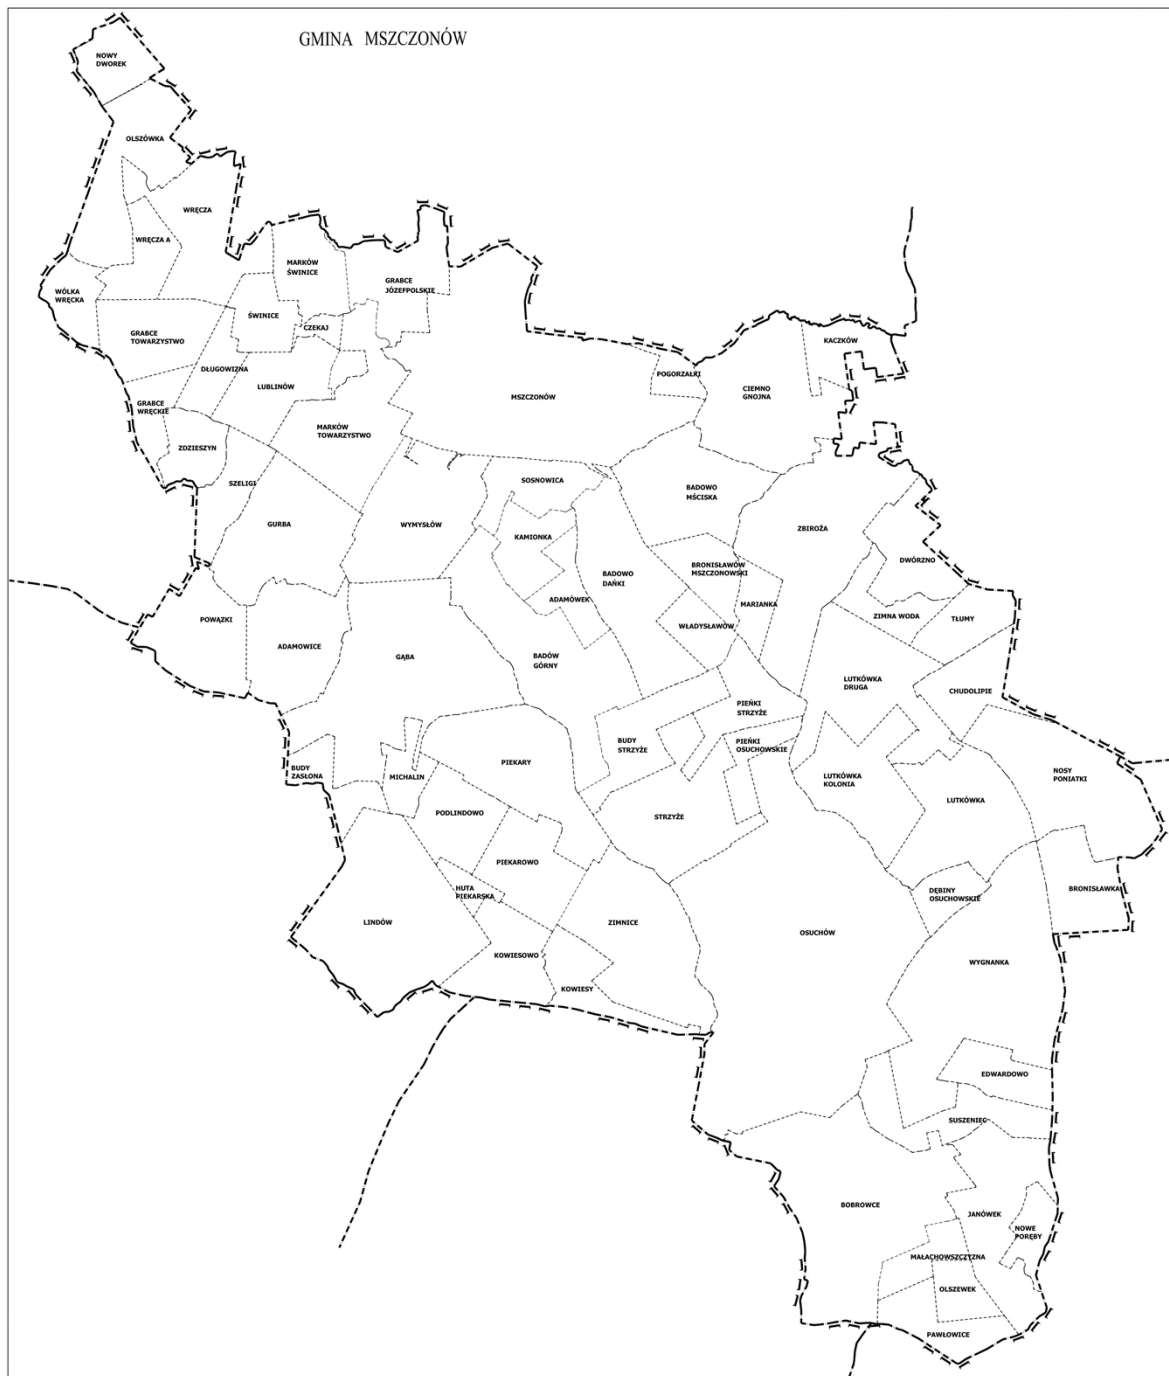 GMINA MSZCZONÓW
NOWY
DWOREK
OLSZÓWKA
WRĘCZA
WRĘCZA A
MARKÓW
ŚWINICE
GRABCE
JÓZEFPOLSKIE
WÓLKA
WRĘCKA
ŚWINICE
CZEKAJ
GRABCE
TOWARZYSTWO
KACZKÓW
DŁUGOWIZNA
LUBLINÓW
POGORZAŁKI
CIEMNO
GNOJNA
MSZCZONÓW
GRABCE
WRĘCKIE
MARKÓW
TOWARZYSTWO
ZDZIESZYN
SZELIGI
SOSNOWICA
BADOWO
MŚCISKA
GURBA
WYMYSŁÓW
ZBIROŻA
KAMIONKA
DWÓRZNO
BRONISŁAWÓW
MSZCZONOWSKI
BADOWO
DAŃKI
ADAMÓWEK
MARIANKA
POWĄZKI
ZIMNA WODA
TŁUMY
WŁADYSŁAWÓW
ADAMOWICE
GĄBA
BADÓW
GÓRNY
LUTKÓWKA
DRUGA
CHUDOLIPIE
PIEŃKI
STRZYŻE
BUDY
STRZYŻE
PIEŃKI
OSUCHOWSKIE
BUDY
ZASŁONA
MICHALIN
PIEKARY
LUTKÓWKA
KOLONIA
NOSY
PONIATKI
LUTKÓWKA
PODLINDOWO
STRZYŻE
PIEKAROWO
HUTA
PIEKARSKA
DĘBINY
OSUCHOWSKIE
BRONISŁAWKA
LINDÓW
ZIMNICE
OSUCHÓW
KOWIESOWO
WYGNANKA
KOWIESY
EDWARDOWO
SUSZENIEC
BOBROWCE
JANÓWEK
NOWE
PORĘBY
MAŁACHOWSZCZYZNA
OLSZEWEK
PAWŁOWICE